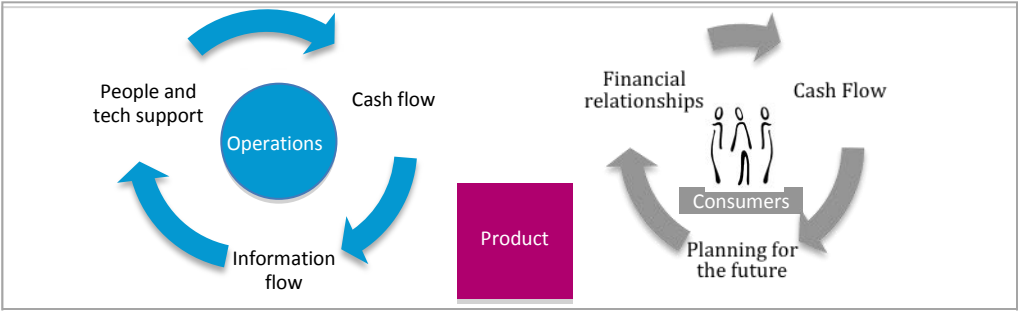 People and
tech support
Cash flow
Operations
Information
flow
Product
Financial
relationships
Cash Flow
Consumers
Planning for
the future